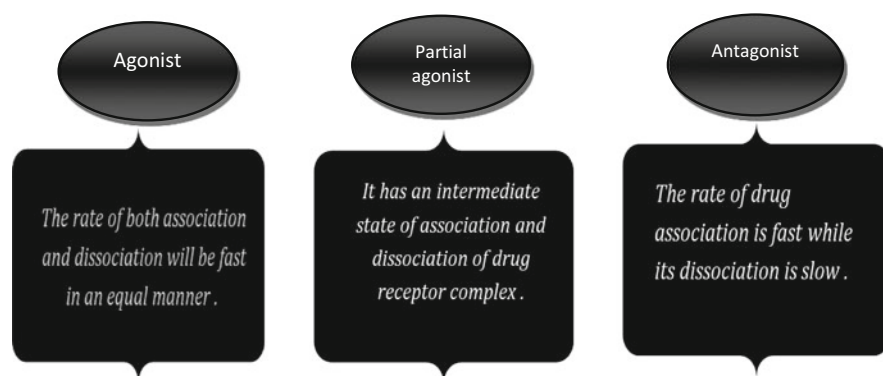 Agonist
The rate of both association
and dissociation will be fast
in an equal manner .
Partial
agonist
It has an intermediate
state of association and
dissociation of drug
receptor complex .
Antagonist
The rate of drug
association is fast while
its dissociation is slow .